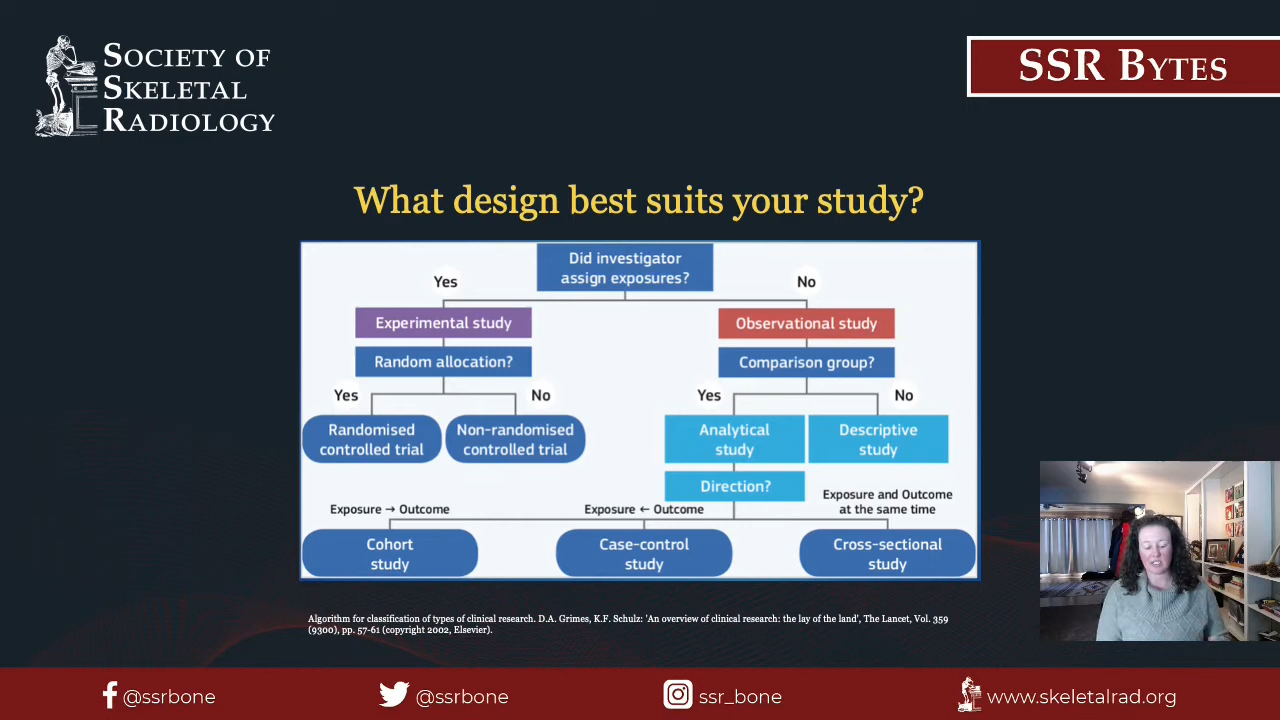 SOCIETY OF
SKELETAL
RADIOLOGY
SSR BYTES
What design best suits your study?
Did investigator
assign exposures?
Yes
No
Experimental study
Observational study
Random allocation?
Comparison group?
Yes
No
Yes
No
Randomised
controlled trial
Non-randomised
controlled trial
Analytical
study
Descriptive
study
Direction?
Exposure → Outcome
Exposure ← Outcome
Exposure and Outcome
at the same time
Cohort
study
Case-control
study
Cross-sectional
study
Algorithm for classification of types of clinical research. D.A. Grimes, K.F. Schulz: 'An overview of clinical research: the lay of the land', The Lancet, Vol. 359
(9300), pp. 57-61 (copyright 2002, Elsevier).
@ssrbone
@ssrbone
ssr_bone
www.skeletalrad.org